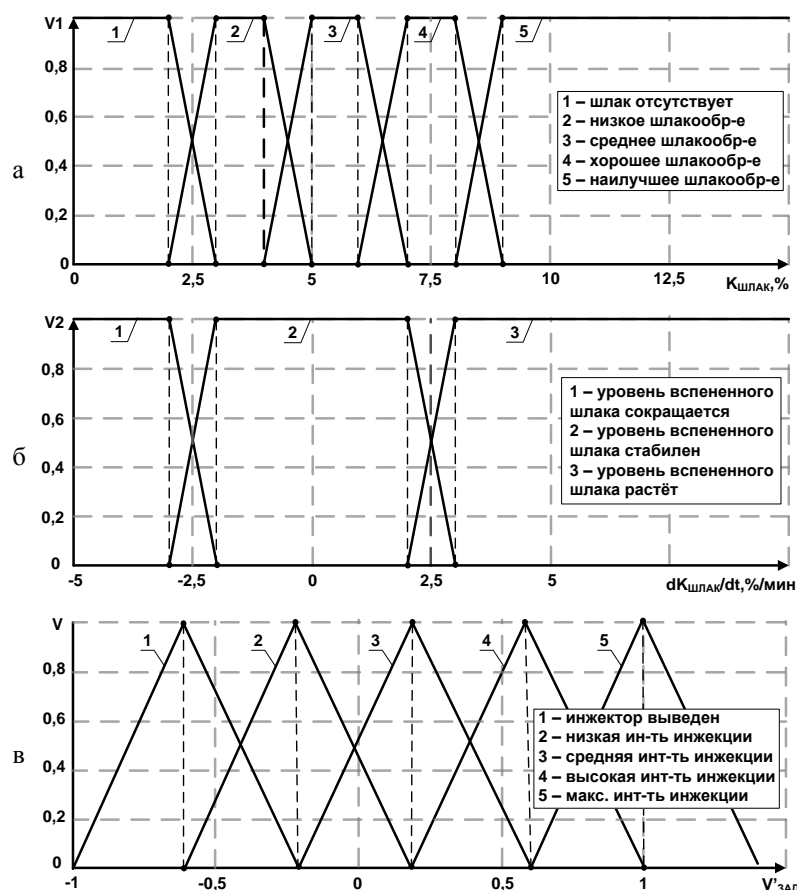 а
V1
1
2
3
4
5
0,8
0,6
0,4
0,2
0
1 – шлак отсутствует
2 – низкое шлакообр-е
3 – среднее шлакообр-е
4 – хорошее шлакообр-е
5 – наилучшее шлакообр-е
0
2,5
5
7,5
10
12,5
KШЛАК,%
б
V2
1
2
3
0,8
0,6
0,4
0,2
0
1 – уровень вспененного
шлака сокращается
2 – уровень вспененного
шлака стабилен
3 – уровень вспененного
шлака растёт
-5
-2,5
0
2,5
5
dKШЛАК/dt,%/мин
в
V
1
2
3
4
5
0,8
0,6
0,4
0,2
0
1 – инжектор выведен
2 – низкая ин-ть инжекции
3 – средняя инт-ть инжекции
4 – высокая инт-ть инжекции
5 – макс. инт-ть инжекции
-1
-0,5
0
0,5
1